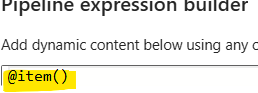 Pipeline expression builder
Add dynamic content below using any c
@item()